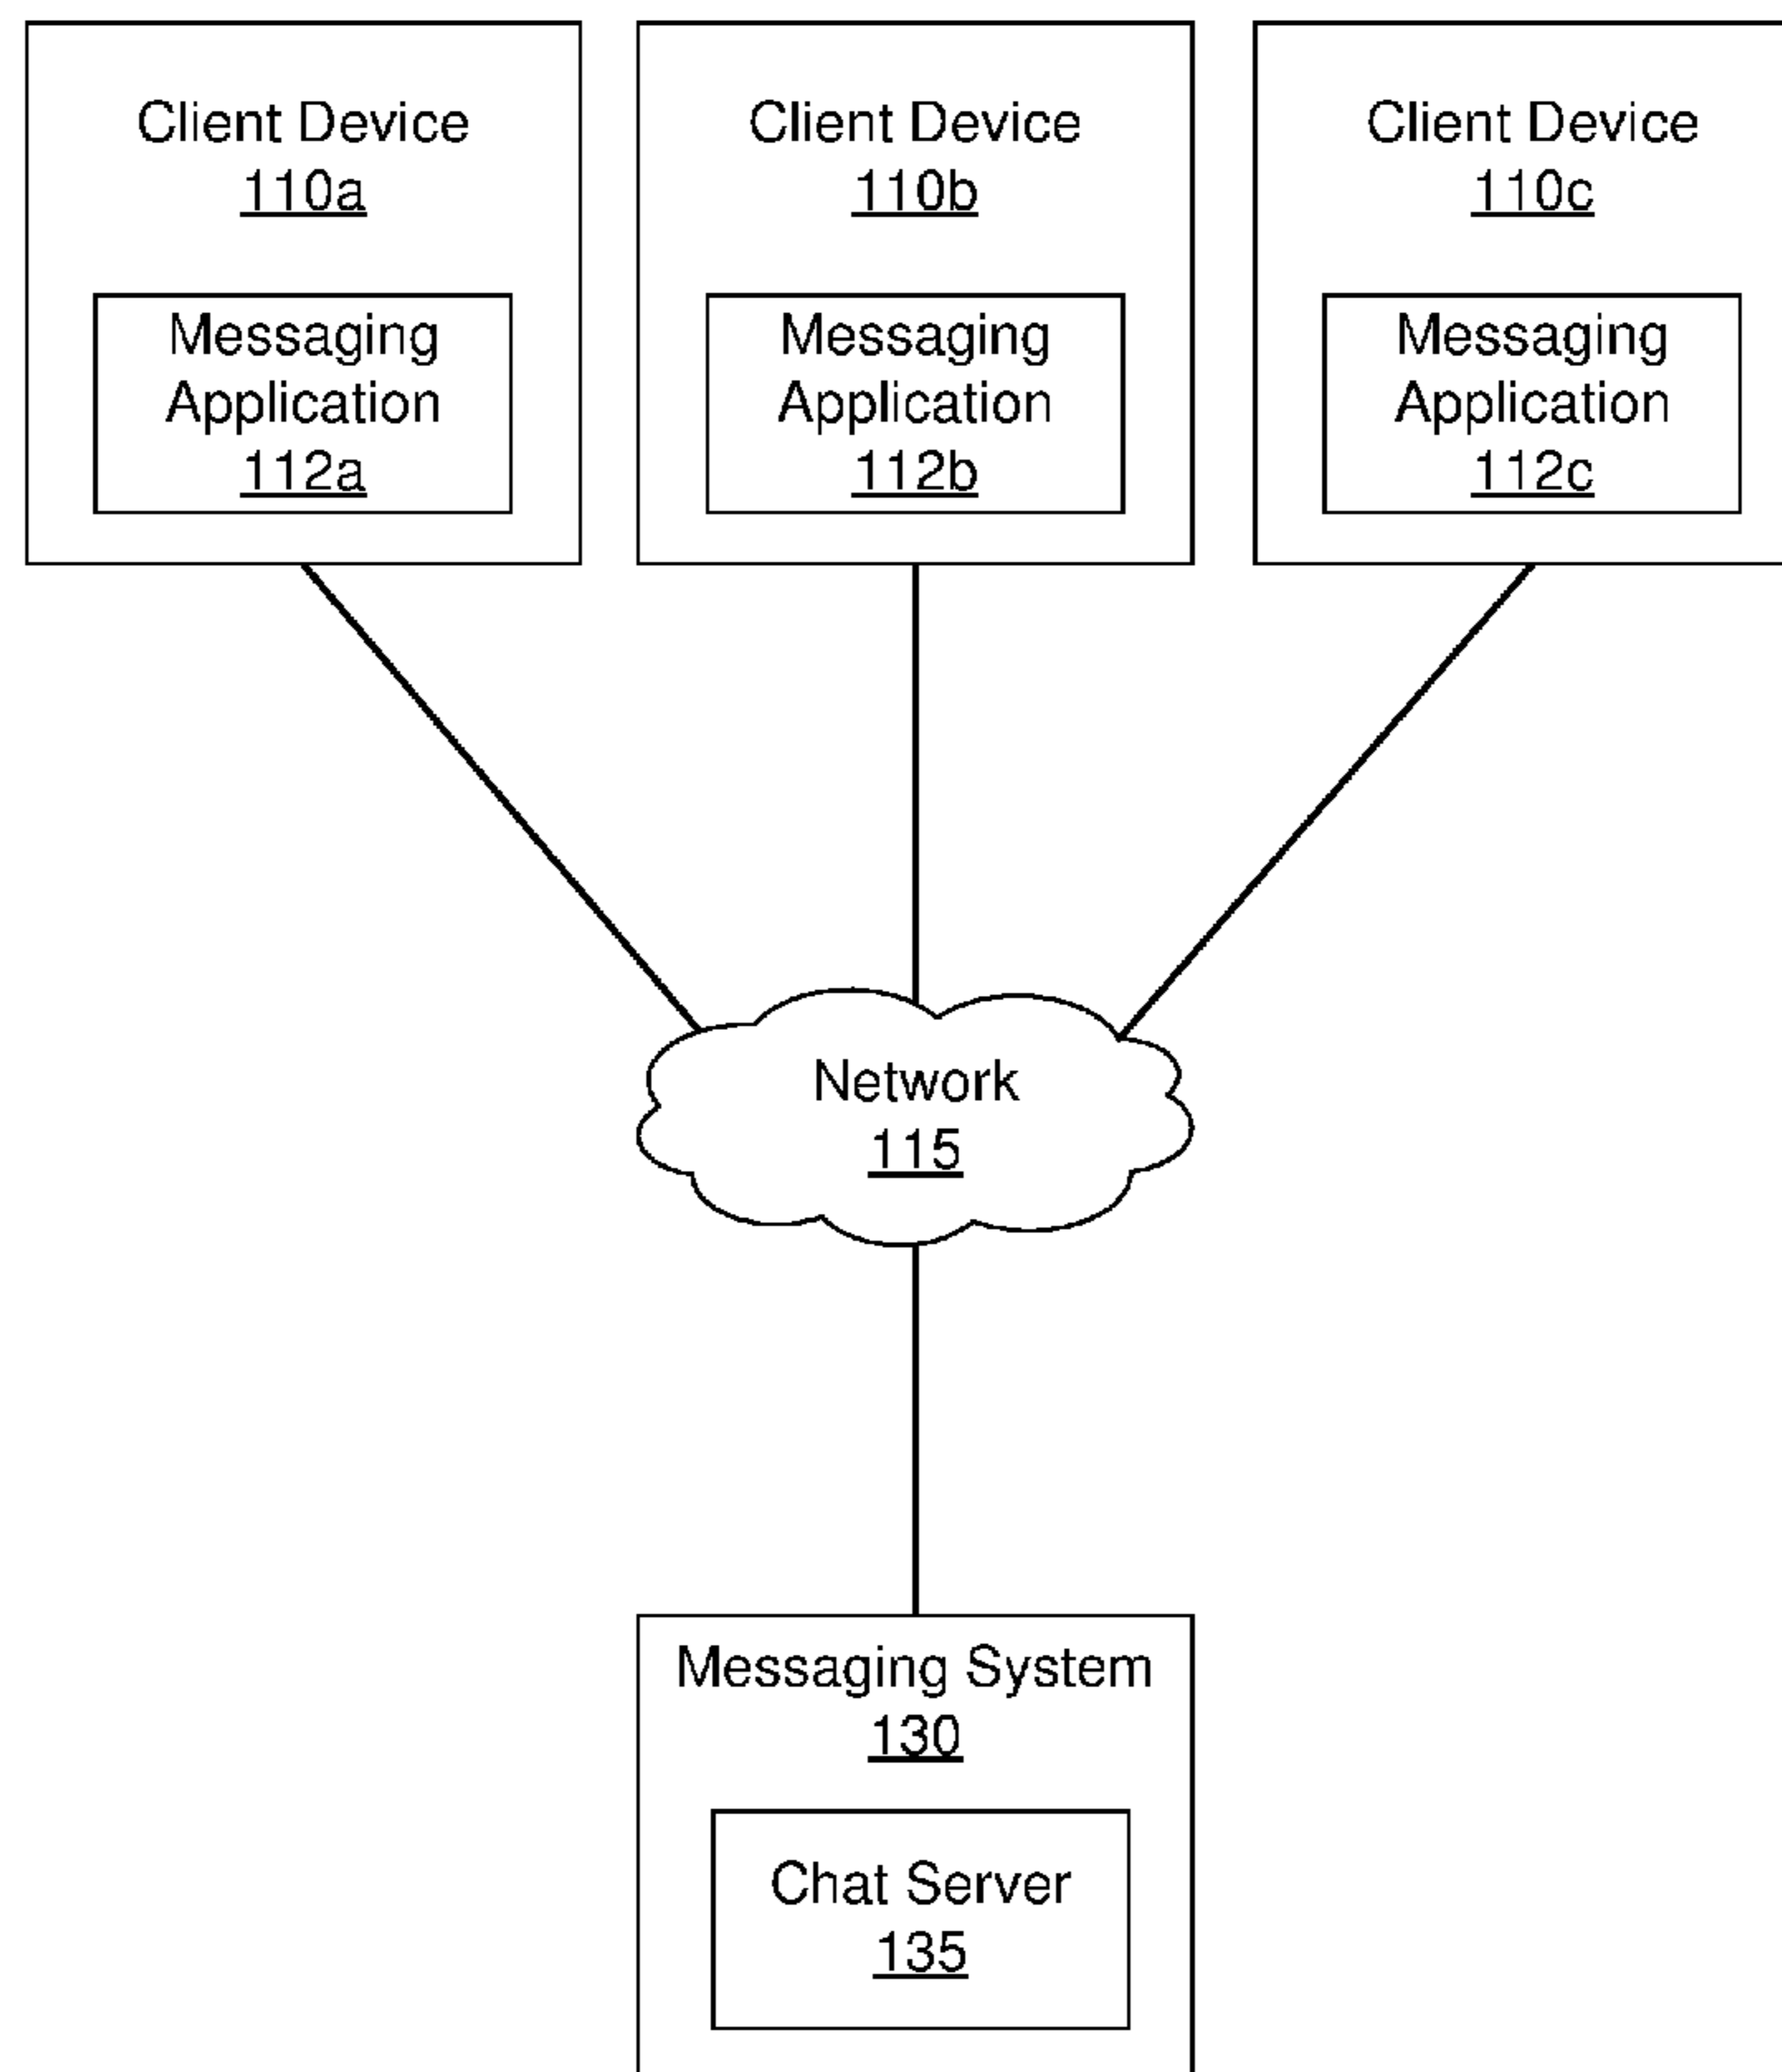 Client Device
110a
Messaging
Application
112a
Client Device
110b
Messaging
Application
112b
Client Device
110c
Messaging
Application
112c
Network
115
Messaging System
130
Chat Server
135